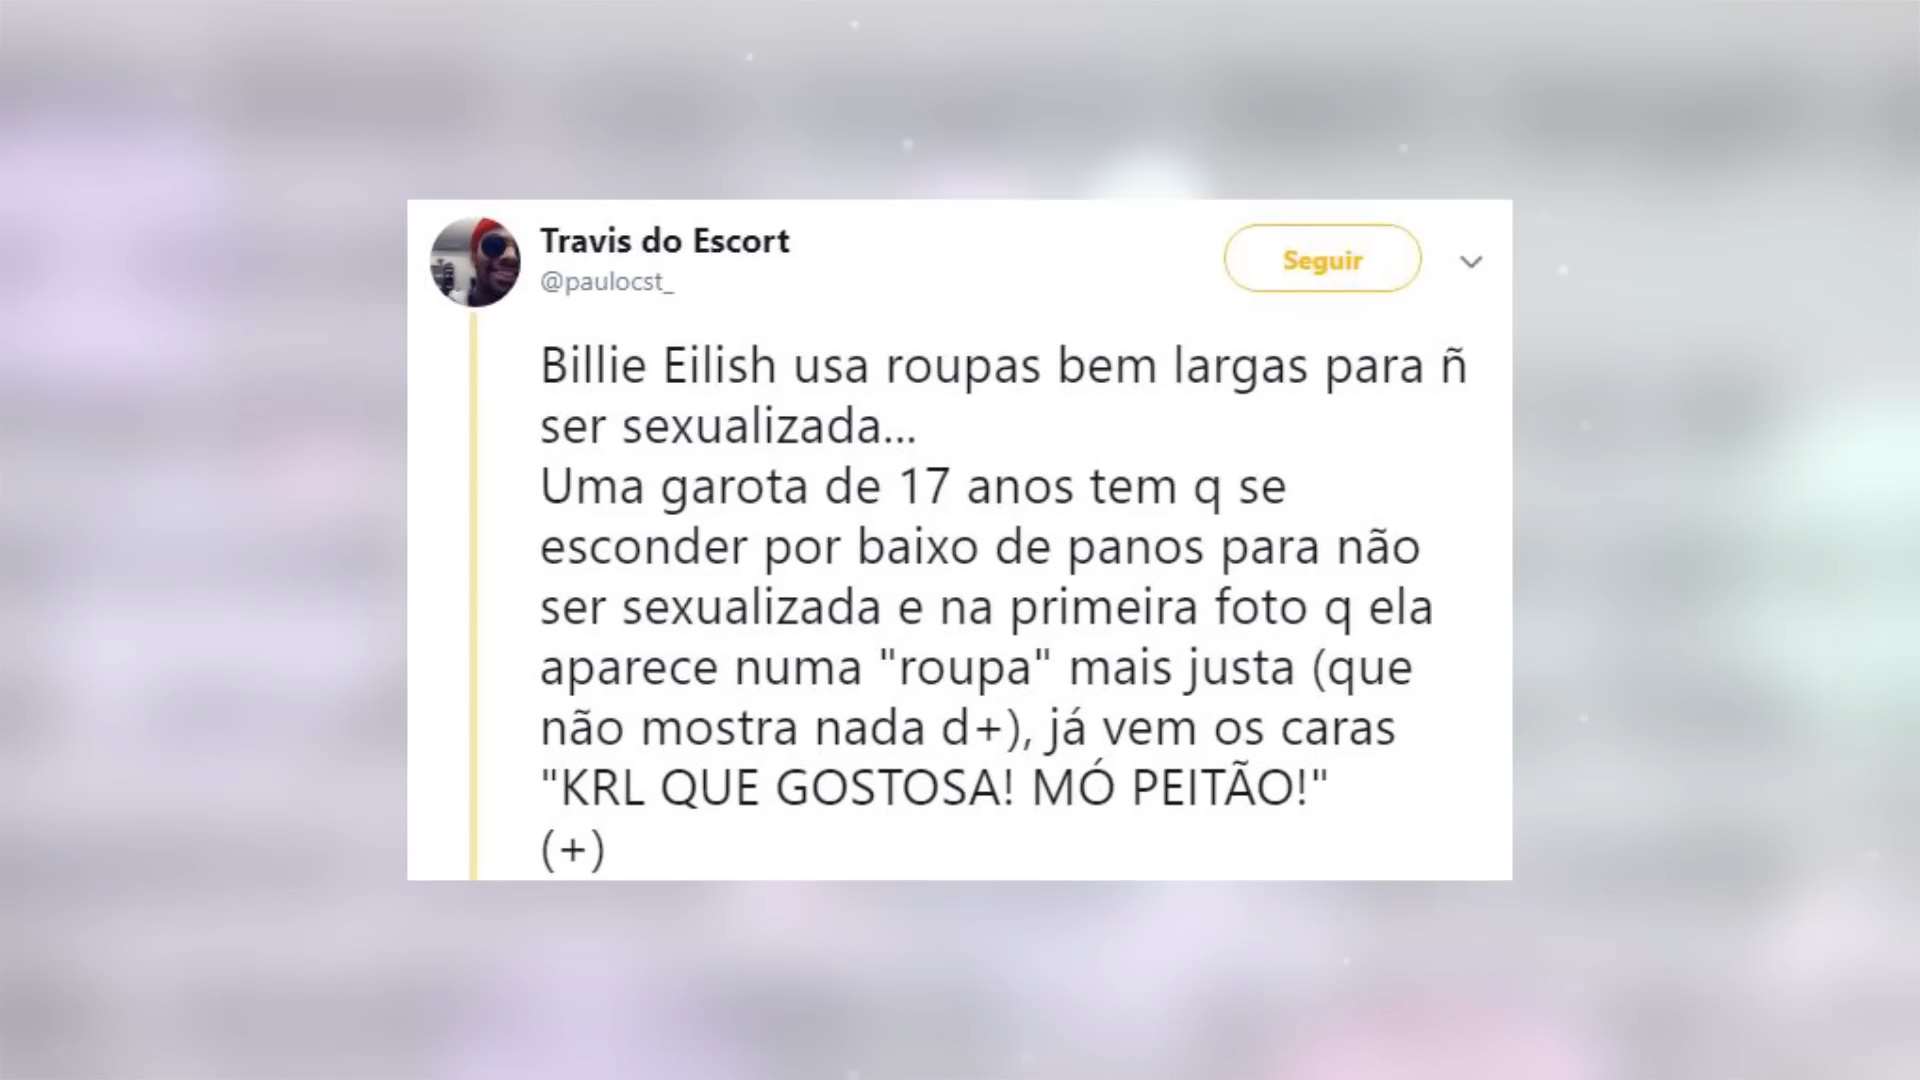 Travis do Escort
@paulocst_
Seguir
Billie Eilish usa roupas bem largas para ñ
ser sexualizada...
Uma garota de 17 anos tem q se
esconder por baixo de panos para não
ser sexualizada e na primeira foto q ela
aparece numa "roupa" mais justa (que
não mostra nada d+), já vem os caras
"KRL QUE GOSTOSA! MÓ PEITÃO!"
(+)